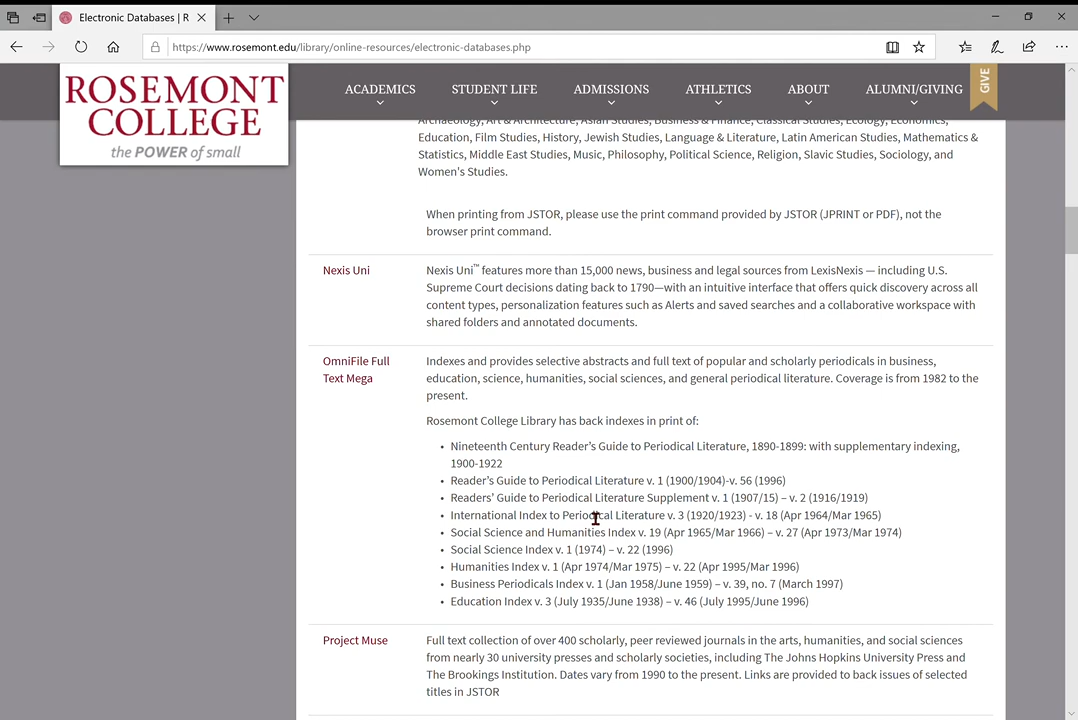 Electronic Databases | R
https://www.rosemont.edu/library/online-resources/electronic-databases.php
ROSEMONT
COLLEGE
the POWER of small
ACADEMICS
STUDENT LIFE
ADMISSIONS
ATHLETICS
ABOUT
ALUMNI/GIVING
GIVE
Archaeology, Art & Architecture, Asian Studies, Business & Finance, Classical Studies, Ecology, Economics,
Education, Film Studies, History, Jewish Studies, Language & Literature, Latin American Studies, Mathematics &
Statistics, Middle East Studies, Music, Philosophy, Political Science, Religion, Slavic Studies, Sociology, and
Women's Studies.
When printing from JSTOR, please use the print command provided by JSTOR (JPRINT or PDF), not the
browser print command.
Nexis Uni
Nexis Uni™ features more than 15,000 news, business and legal sources from LexisNexis — including U.S.
Supreme Court decisions dating back to 1790—with an intuitive interface that offers quick discovery across all
content types, personalization features such as Alerts and saved searches and a collaborative workspace with
shared folders and annotated documents.
OmniFile Full
Text Mega
Indexes and provides selective abstracts and full text of popular and scholarly periodicals in business,
education, science, humanities, social sciences, and general periodical literature. Coverage is from 1982 to the
present.
Rosemont College Library has back indexes in print of:
• Nineteenth Century Reader's Guide to Periodical Literature, 1890-1899: with supplementary indexing,
1900-1922
• Reader's Guide to Periodical Literature v. 1 (1900/1904)-v. 56 (1996)
• Readers' Guide to Periodical Literature Supplement v. 1 (1907/15) – v. 2 (1916/1919)
• International Index to Periodical Literature v. 3 (1920/1923) - v. 18 (Apr 1964/Mar 1965)
• Social Science and Humanities Index v. 19 (Apr 1965/Mar 1966) – v. 27 (Apr 1973/Mar 1974)
• Social Science Index v. 1 (1974) – v. 22 (1996)
• Humanities Index v. 1 (Apr 1974/Mar 1975) – v. 22 (Apr 1995/Mar 1996)
• Business Periodicals Index v. 1 (Jan 1958/June 1959) – v. 39, no. 7 (March 1997)
• Education Index v. 3 (July 1935/June 1938) – v. 46 (July 1995/June 1996)
Project Muse
Full text collection of over 400 scholarly, peer reviewed journals in the arts, humanities, and social sciences
from nearly 30 university presses and scholarly societies, including The Johns Hopkins University Press and
The Brookings Institution. Dates vary from 1990 to the present. Links are provided to back issues of selected
titles in JSTOR